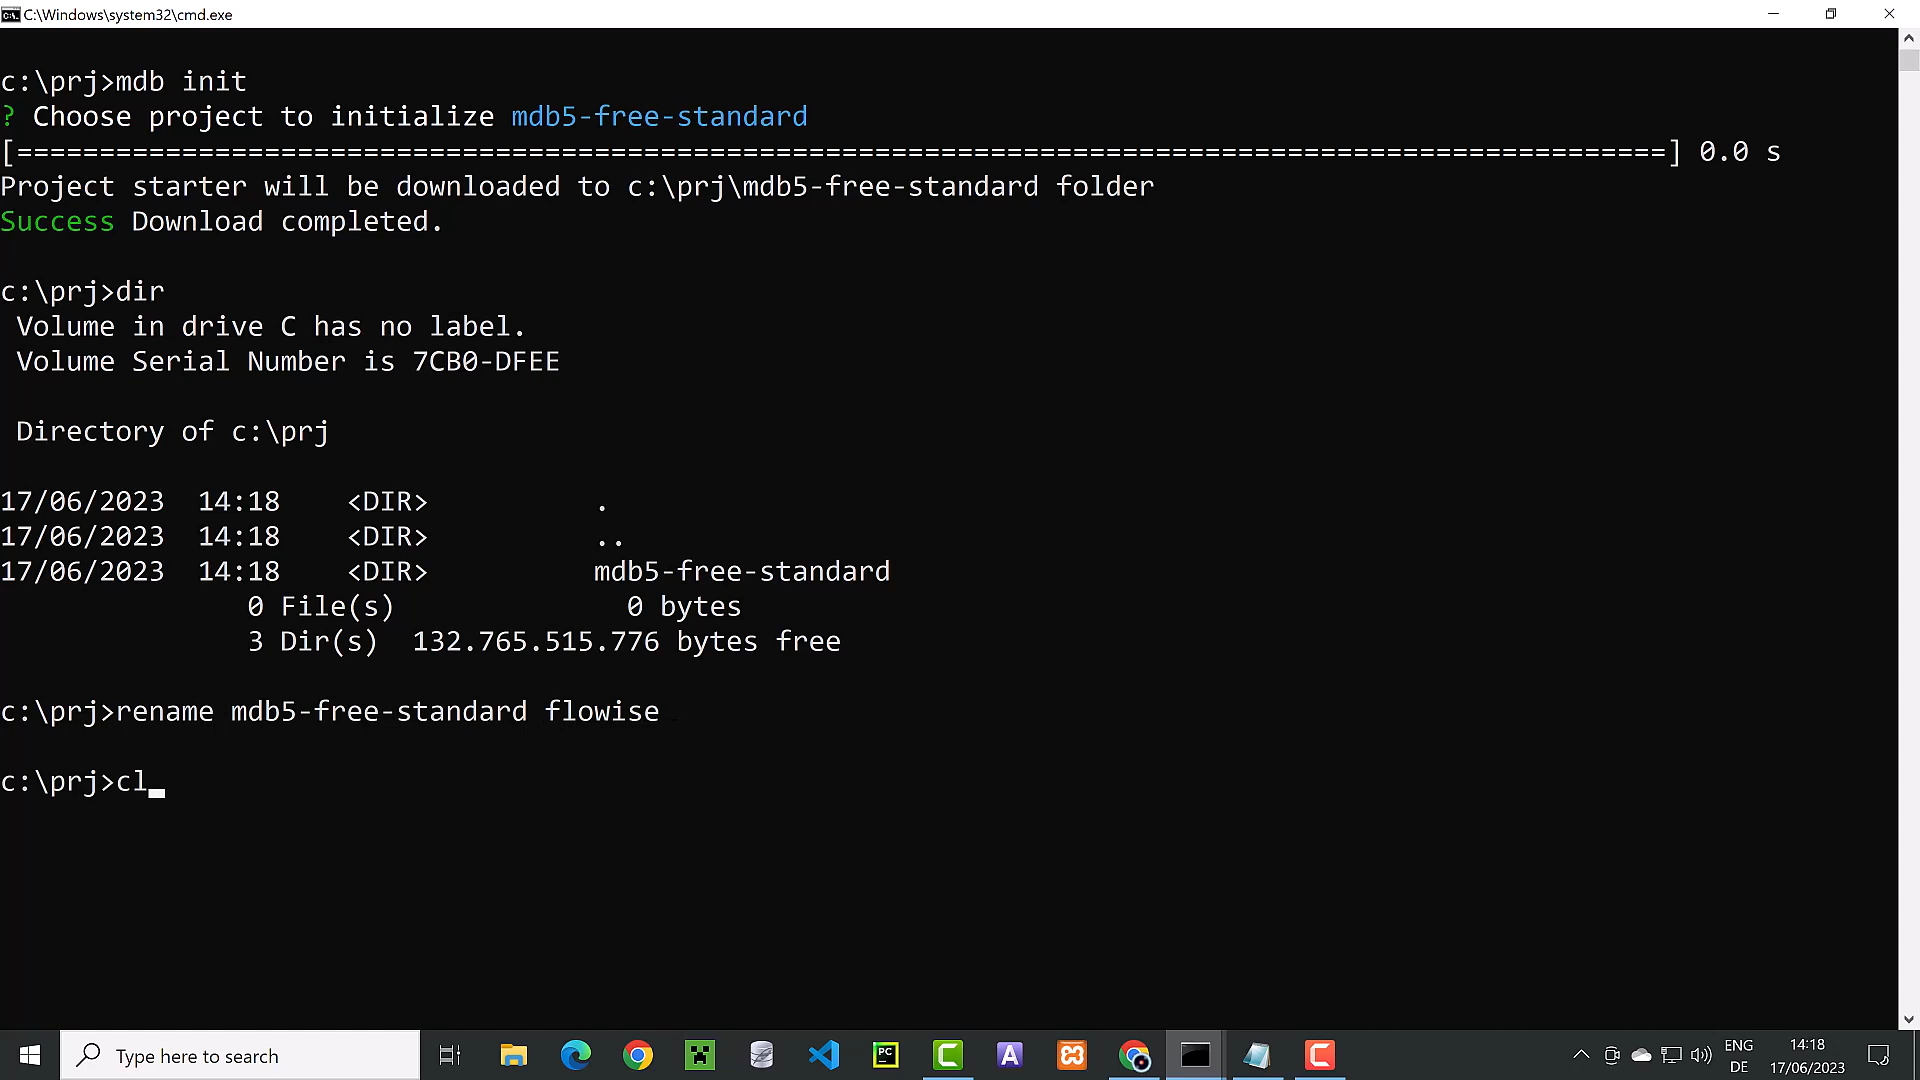 C:\Windows\system32\cmd.exe
c:\prj>mdb init
? Choose project to initialize mdb5-free-standard
[====================================================================================================] 0.0 s
Project starter will be downloaded to c:\prj\mdb5-free-standard folder
Success Download completed.
c:\prj>dir
Volume in drive C has no label.
Volume Serial Number is 7CB0-DFEE
Directory of c:\prj
17/06/2023  14:18    <DIR>          .
17/06/2023  14:18    <DIR>          ..
17/06/2023  14:18    <DIR>          mdb5-free-standard
0 File(s)              0 bytes
3 Dir(s)  132.765.515.776 bytes free
c:\prj>rename mdb5-free-standard flowise
c:\prj>cl
Type here to search
PC
ENG
DE
14:18
17/06/2023